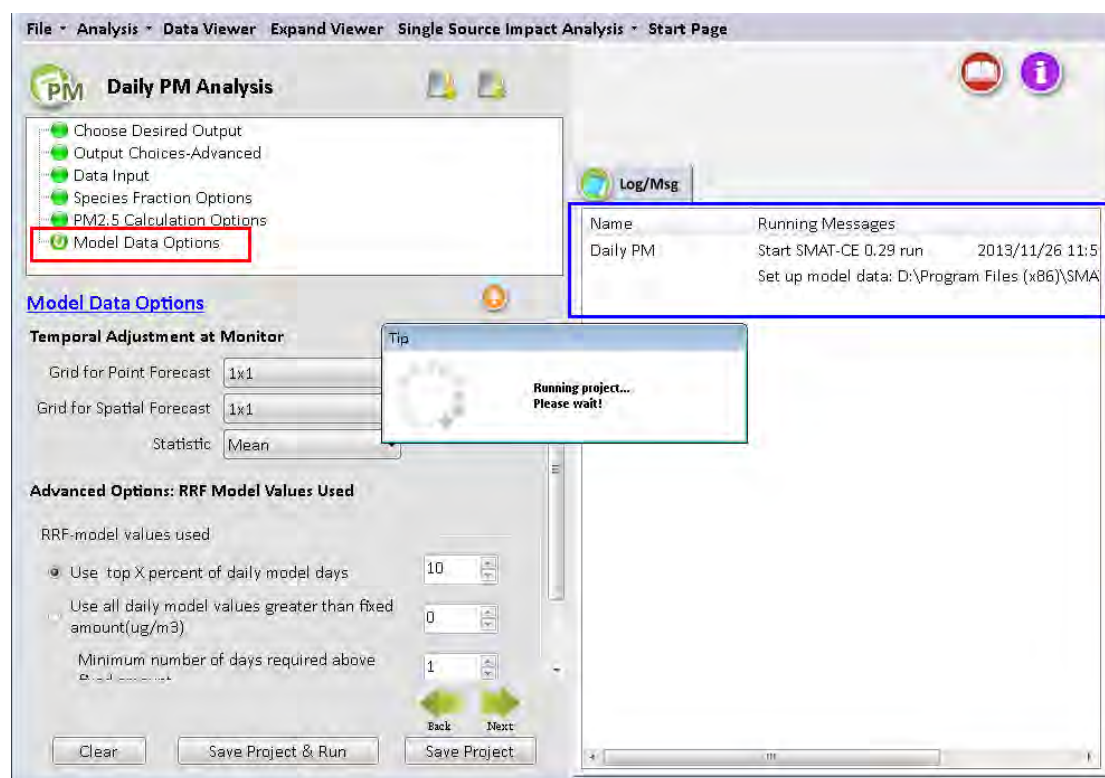 File Analysis Data Viewer Expand Viewer Single Source Impact Analysis Start Page
PM Daily PM Analysis
Choose Desired Output
Output Choices-Advanced
Data Input
Species Fraction Options
PM2.5 Calculation Options
Model Data Options
Model Data Options
Temporal Adjustment at Monitor
Grid for Point Forecast 1x1
Grid for Spatial Forecast 1x1
Statistic Mean
Advanced Options: RRF Model Values Used
RRF-model values used
Use top X percent of daily model days 10
Use all daily model values greater than fixed
amount(ug/m3) 0
Minimum number of days required above 1
Back Next
Clear Save Project & Run Save Project
Tip
Running project...
Please wait!
Log/Msg
Name Running Messages
Daily PM Start SMAT-CE 0.29 run 2013/11/26 11:5
Set up model data: D:\Program Files (x86)\SMA